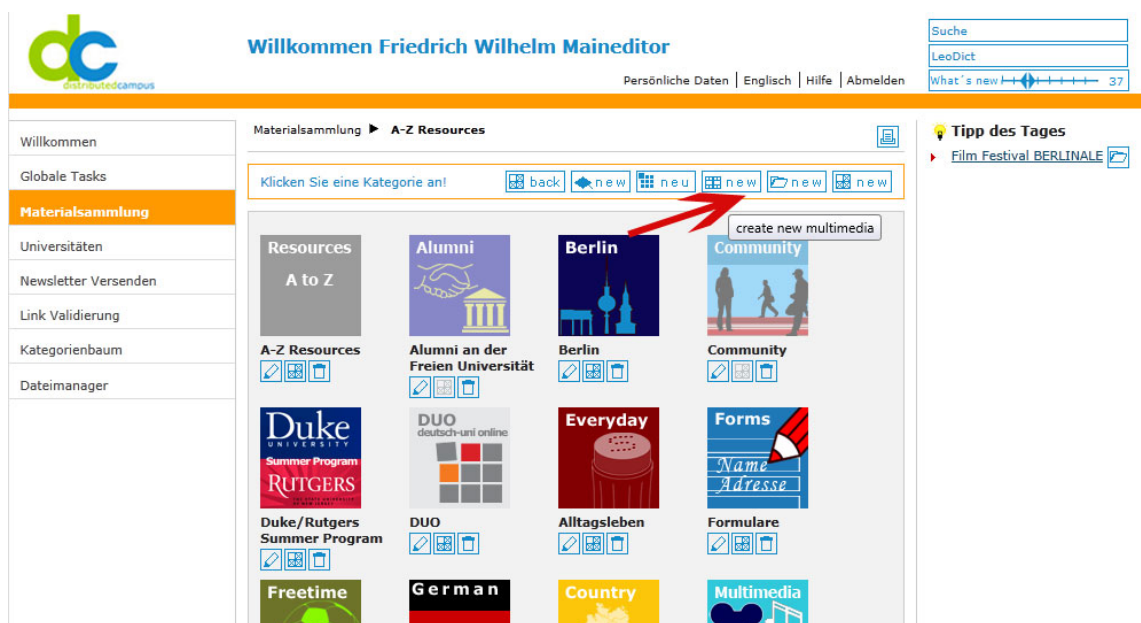 dc
distributedcampus
Willkommen Friedrich Wilhelm Maineditor
Persönliche Daten | Englisch | Hilfe | Abmelden
Suche
LeoDict
What´s new 37
Willkommen
Globale Tasks
Materialsammlung
Universitäten
Newsletter Versenden
Link Validierung
Kategorienbaum
Dateimanager
Materialsammlung ▶ A-Z Resources
Klicken Sie eine Kategorie an!
back new neu new new new
create new multimedia
Resources
A to Z
A-Z Resources
Alumni
Alumni an der
Freien Universität
Berlin
Berlin
Community
Community
Duke
UNIVERSITY
Summer Program
RUTGERS
Duke/Rutgers
Summer Program
DUO
deutsch-uni online
DUO
Everyday
Alltagsleben
Forms
Name
Adresse
Formulare
Freetime
German
Country
Multimedia
Tipp des Tages
Film Festival BERLINALE